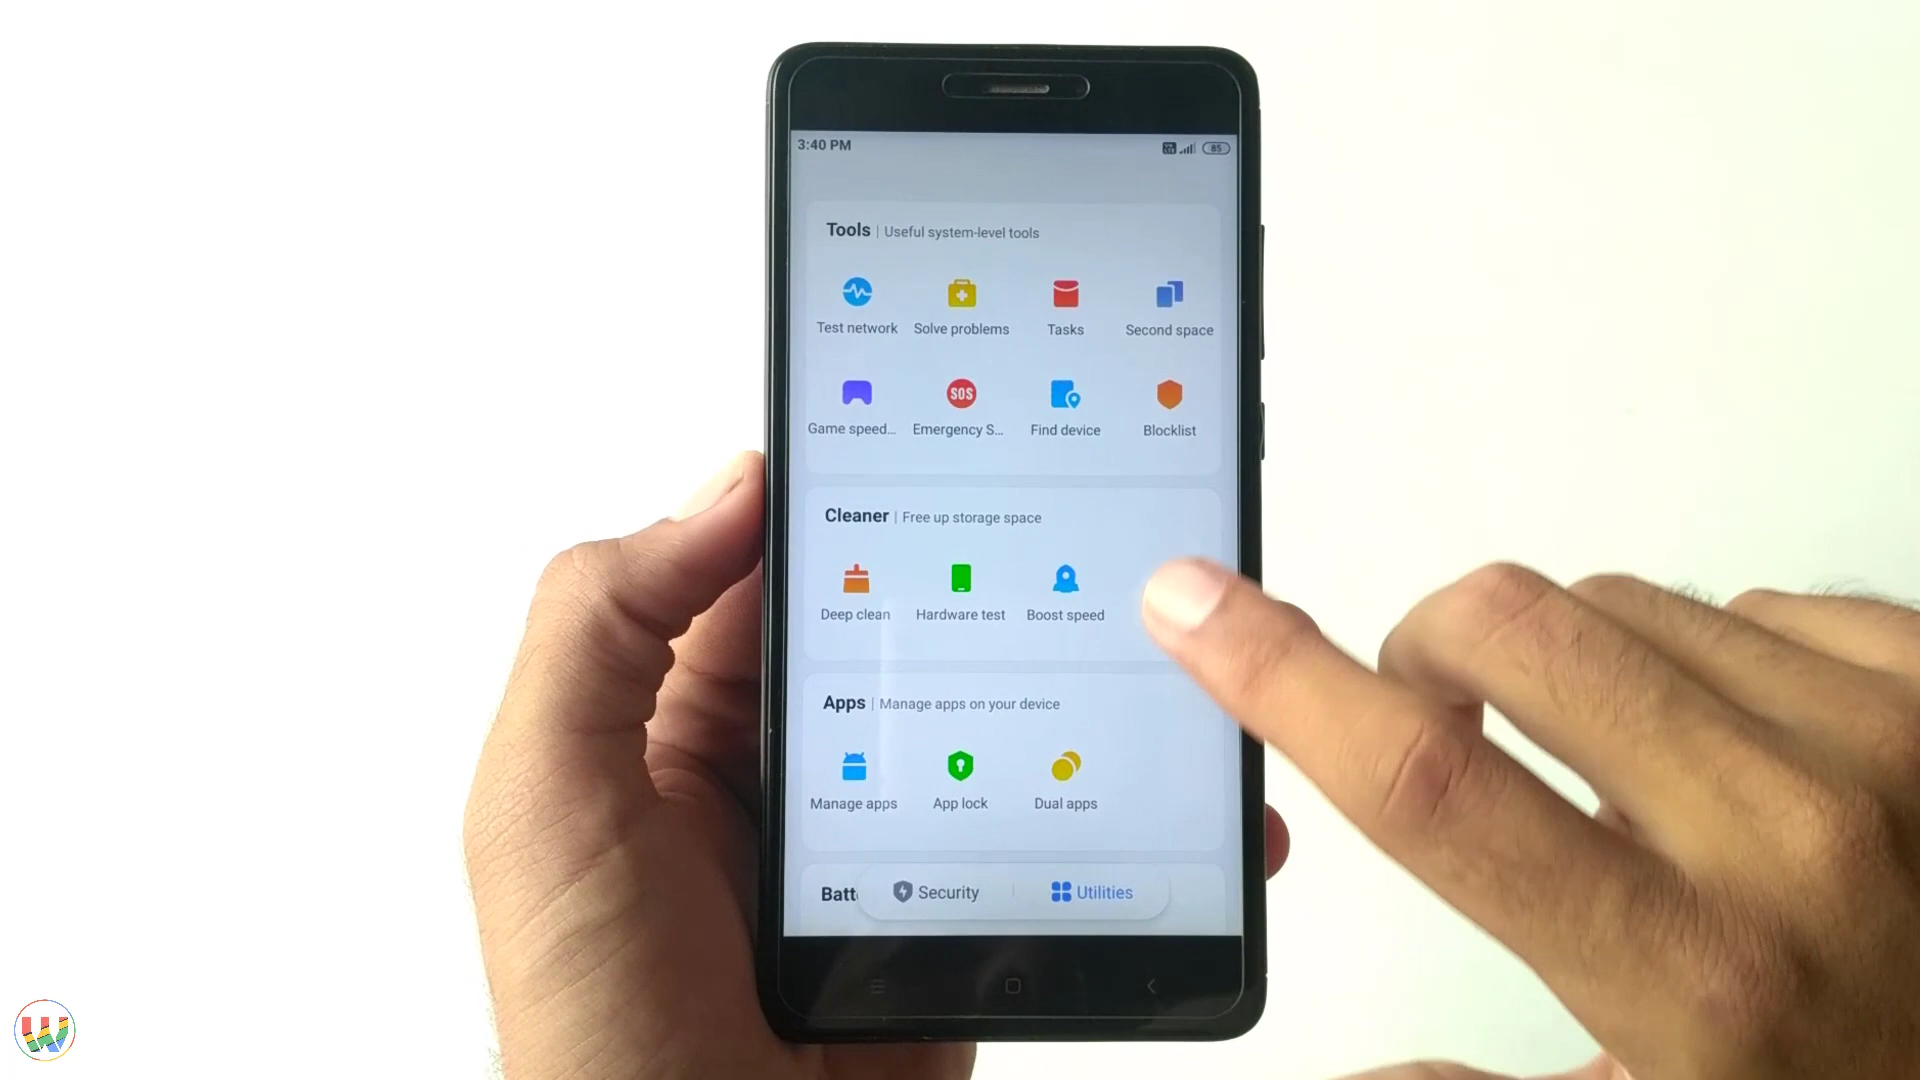 3:40 PM
85
Tools | Useful system-level tools
Test network
Solve problems
Tasks
Second space
SOS
Game speed...
Emergency S...
Find device
Blocklist
Cleaner | Free up storage space
Deep clean
Hardware test
Boost speed
Apps | Manage apps on your device
Manage apps
App lock
Dual apps
Batt
Security
Utilities
W